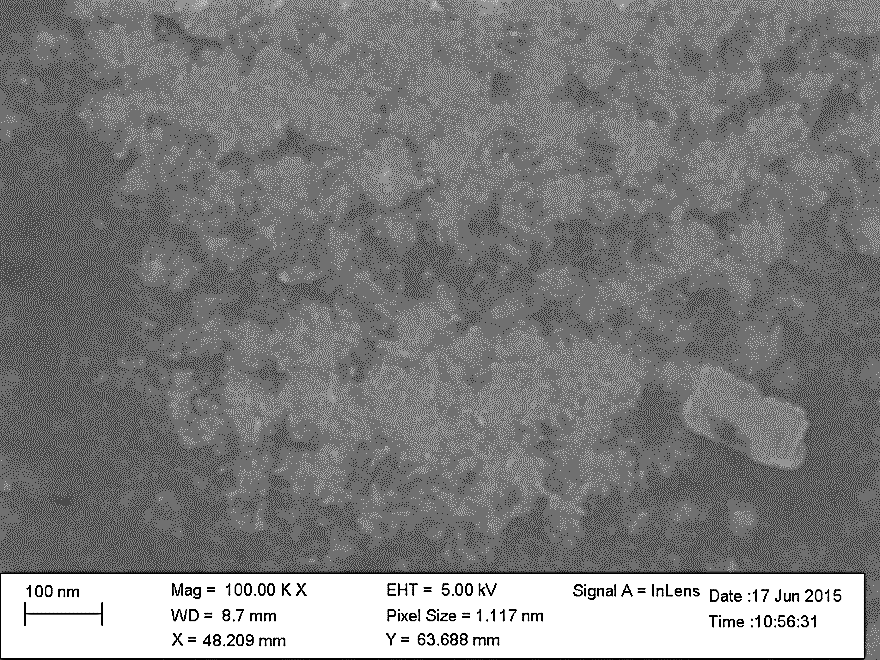 100 nm
Mag = 100.00 K X
EHT = 5.00 kV
Signal A = InLens
Date :17 Jun 2015
WD = 8.7 mm
Pixel Size = 1.117 nm
Time :10:56:31
X = 48.209 mm
Y = 63.688 mm